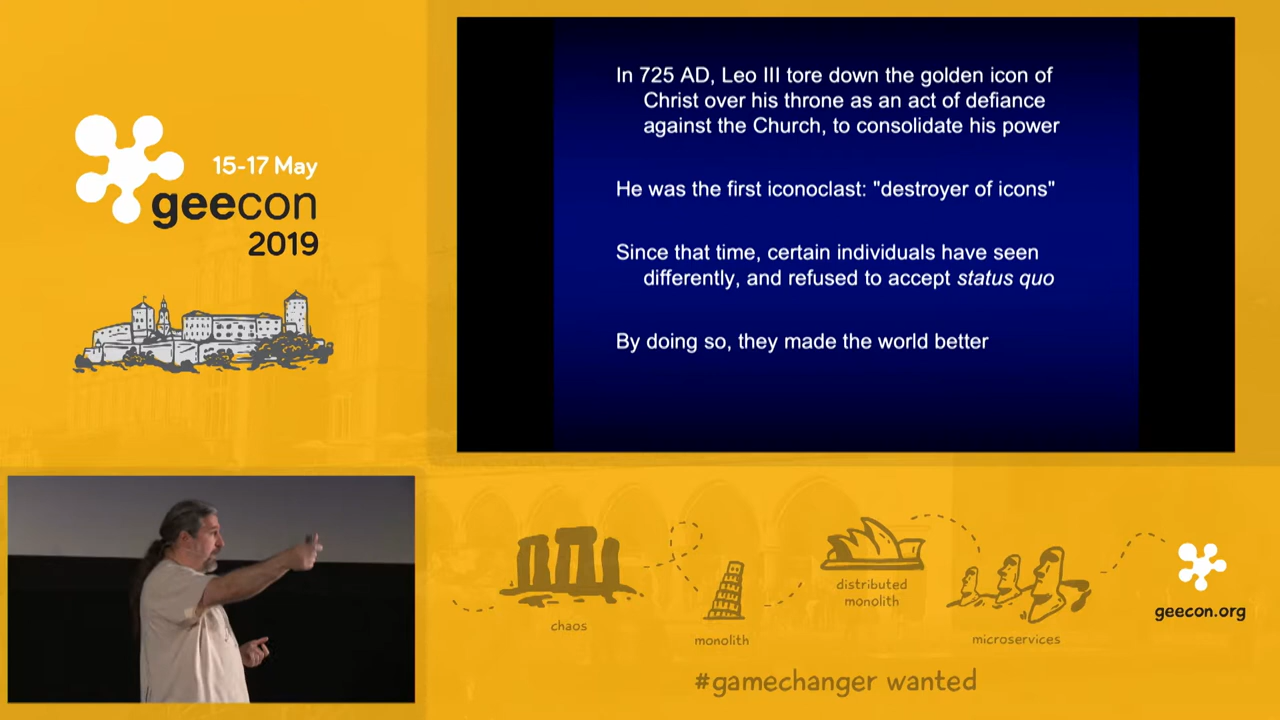 15-17 May
geecon
2019
In 725 AD, Leo III tore down the golden icon of
Christ over his throne as an act of defiance
against the Church, to consolidate his power
He was the first iconoclast: "destroyer of icons"
Since that time, certain individuals have seen
differently, and refused to accept status quo
By doing so, they made the world better
chaos
monolith
distributed
monolith
microservices
geecon.org
#gamechanger wanted